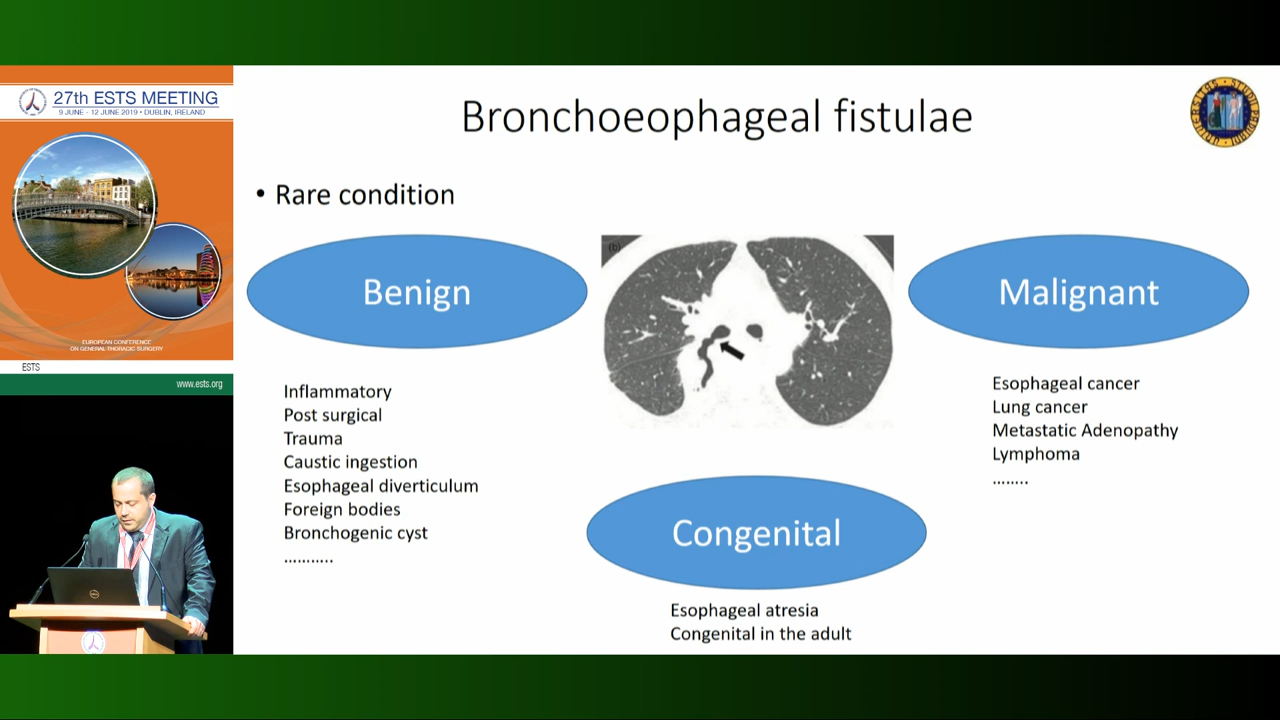 27th ESTS MEETING
9 JUNE - 12 JUNE 2019 • DUBLIN, IRELAND
EUROPEAN CONFERENCE
ON GENERAL THORACIC SURGERY
ESTS
www.ests.org
Bronchoeophageal fistulae
• Rare condition
Benign
Inflammatory
Post surgical
Trauma
Caustic ingestion
Esophageal diverticulum
Foreign bodies
Bronchogenic cyst
………..
(b)
Malignant
Esophageal cancer
Lung cancer
Metastatic Adenopathy
Lymphoma
……..
Congenital
Esophageal atresia
Congenital in the adult